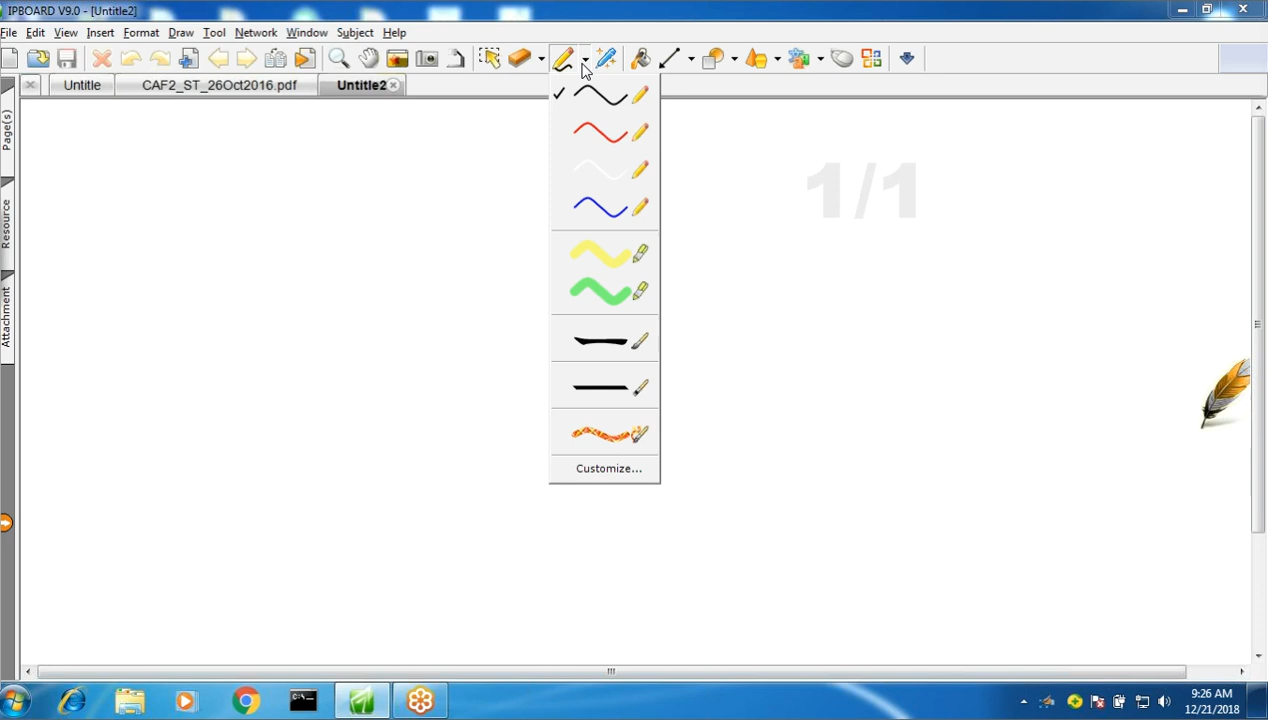 IPBOARD V9.0 - [Untitle2]
File Edit View Insert Format Draw Tool Network Window Subject Help
Untitle CAF2_ST_26Oct2016.pdf Untitle2
Page(s)
Resource
Attachment
1/1
Customize...
9:26 AM
12/21/2018